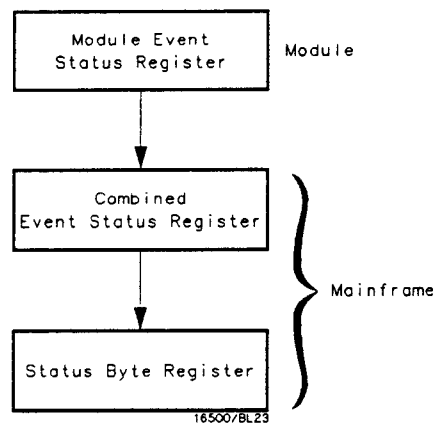 Module Event
Status Register
Module
Combined
Event Status Register
Mainframe
Status Byte Register
16500/BL23